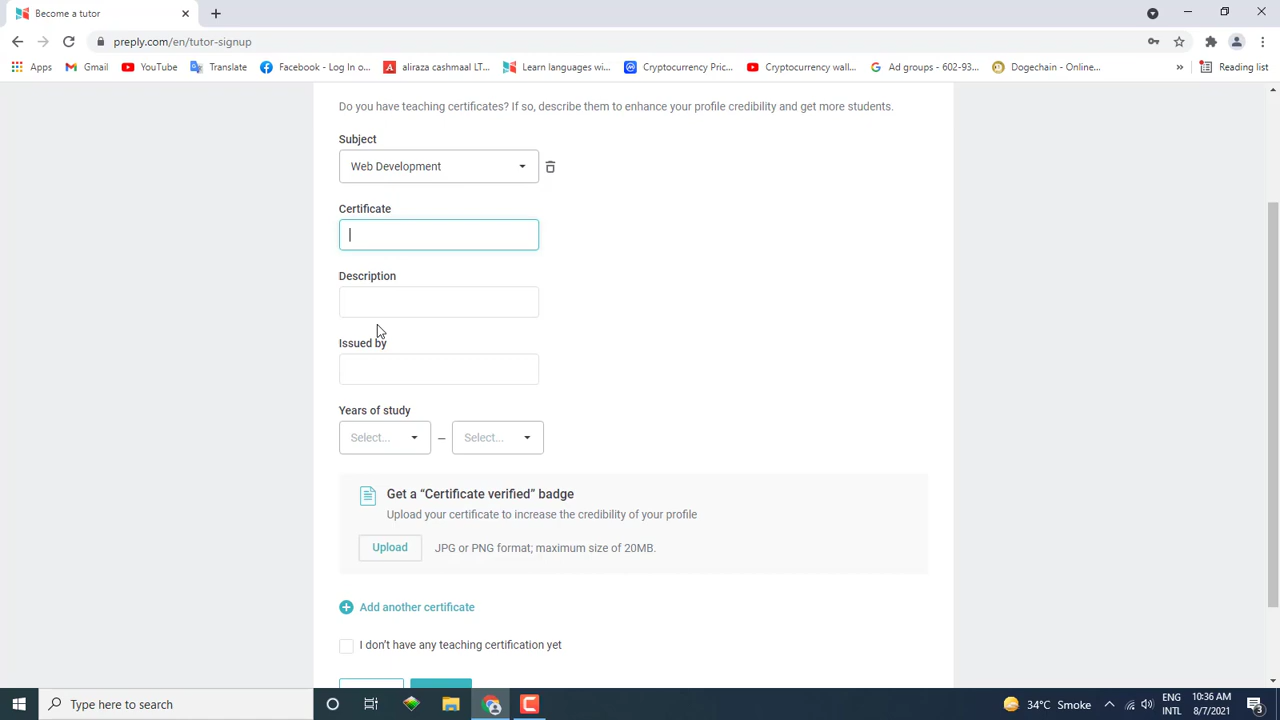 Become a tutor
preply.com/en/tutor-signup
Apps
Gmail
YouTube
Translate
Facebook - Log In o...
aliraza cashmaal LT...
Learn languages wi...
Cryptocurrency Pric...
Cryptocurrency wall...
Ad groups - 602-93...
Dogechain - Online...
»
Reading list
Do you have teaching certificates? If so, describe them to enhance your profile credibility and get more students.
Subject
Web Development
Certificate
Description
Issued by
Years of study
Select... – Select...
Get a “Certificate verified” badge
Upload your certificate to increase the credibility of your profile
Upload JPG or PNG format; maximum size of 20MB.
Add another certificate
I don’t have any teaching certification yet
Type here to search
34°C Smoke
ENG
INTL
10:36 AM
8/7/2021
3